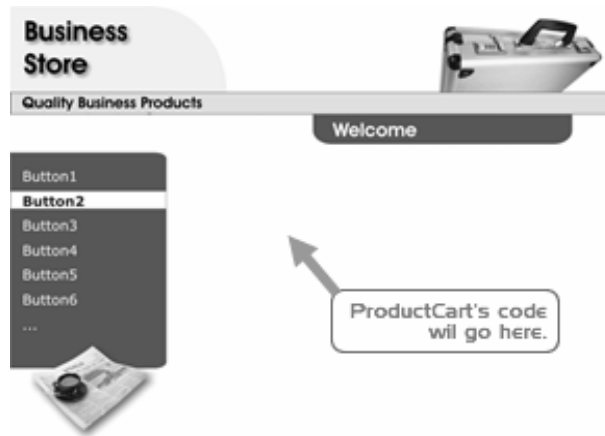 Business
Store
Quality Business Products
Welcome
Button1
Button2
Button3
Button4
Button5
Button6
...
ProductCart's code
wil go here.